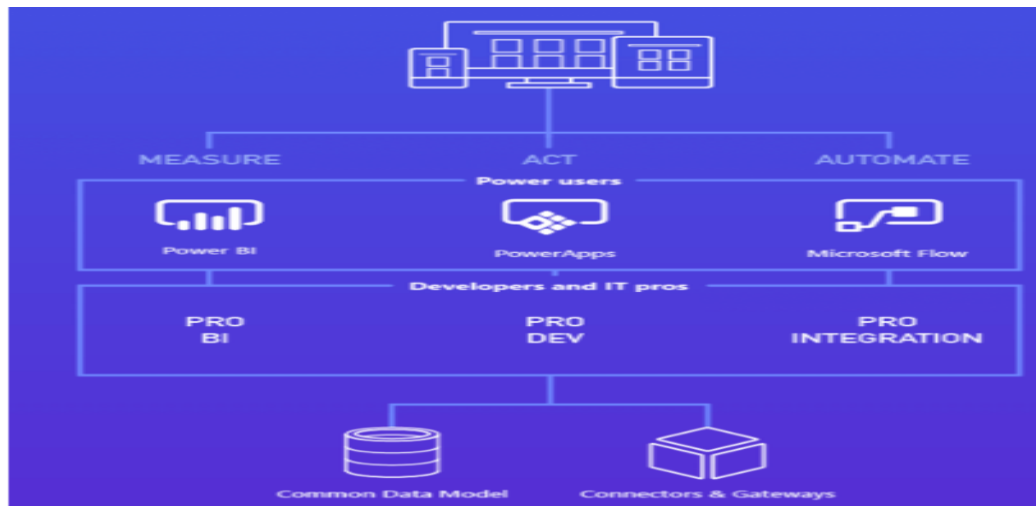 MEASURE ACT AUTOMATE
Power users
Power BI PowerApps Microsoft Flow
Developers and IT pros
PRO PRO PRO
BI DEV INTEGRATION
Common Data Model Connectors & Gateways